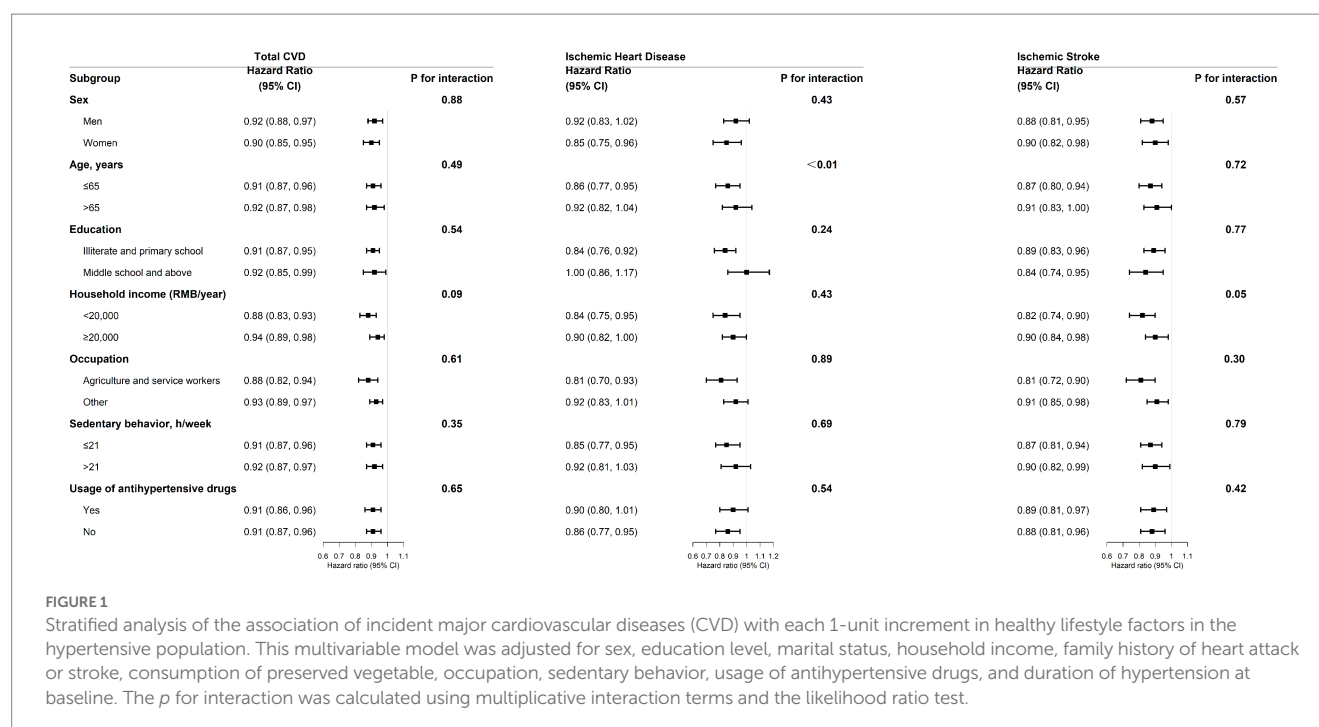 Total CVD Ischemic Heart Disease Ischemic Stroke
Hazard Ratio Hazard Ratio Hazard Ratio
Subgroup P for interaction P for interaction P for interaction
(95% CI) (95% CI) (95% CI)
Sex 0.88 0.43 0.57
Men 0.92 (0.88, 0.97) 0.92 (0.83, 1.02) 0.88 (0.81, 0.95)
Women 0.90 (0.85, 0.95) 0.85 (0.75, 0.96) 0.90 (0.82, 0.98)
Age, years 0.49 <0.01 0.72
≤65 0.91 (0.87, 0.96) 0.86 (0.77, 0.95) 0.87 (0.80, 0.94)
>65 0.92 (0.87, 0.98) 0.92 (0.82, 1.04) 0.91 (0.83, 1.00)
Education 0.54 0.24 0.77
Illiterate and primary school 0.91 (0.87, 0.95) 0.84 (0.76, 0.92) 0.89 (0.83, 0.96)
Middle school and above 0.92 (0.85, 0.99) 1.00 (0.86, 1.17) 0.84 (0.74, 0.95)
Household income (RMB/year) 0.09 0.43 0.05
<20,000 0.88 (0.83, 0.93) 0.84 (0.75, 0.95) 0.82 (0.74, 0.90)
≥20,000 0.94 (0.89, 0.98) 0.90 (0.82, 1.00) 0.90 (0.84, 0.98)
Occupation 0.61 0.89 0.30
Agriculture and service workers 0.88 (0.82, 0.94) 0.81 (0.70, 0.93) 0.81 (0.72, 0.90)
Other 0.93 (0.89, 0.97) 0.92 (0.83, 1.01) 0.91 (0.85, 0.98)
Sedentary behavior, h/week 0.35 0.69 0.79
≤21 0.91 (0.87, 0.96) 0.85 (0.77, 0.95) 0.87 (0.81, 0.94)
>21 0.92 (0.87, 0.97) 0.92 (0.81, 1.03) 0.90 (0.82, 0.99)
Usage of antihypertensive drugs 0.65 0.54 0.42
Yes 0.91 (0.86, 0.96) 0.90 (0.80, 1.01) 0.89 (0.81, 0.97)
No 0.91 (0.87, 0.96) 0.86 (0.77, 0.95) 0.88 (0.81, 0.96)
0.6 0.7 0.8 0.9 1 1.1 0.6 0.7 0.8 0.9 1 1.1 1.2 0.6 0.7 0.8 0.9 1 1.1
Hazard ratio (95% CI) Hazard ratio (95% CI) Hazard ratio (95% CI)
FIGURE 1
Stratified analysis of the association of incident major cardiovascular diseases (CVD) with each 1-unit increment in healthy lifestyle factors in the
hypertensive population. This multivariable model was adjusted for sex, education level, marital status, household income, family history of heart attack
or stroke, consumption of preserved vegetable, occupation, sedentary behavior, usage of antihypertensive drugs, and duration of hypertension at
baseline. The p for interaction was calculated using multiplicative interaction terms and the likelihood ratio test.